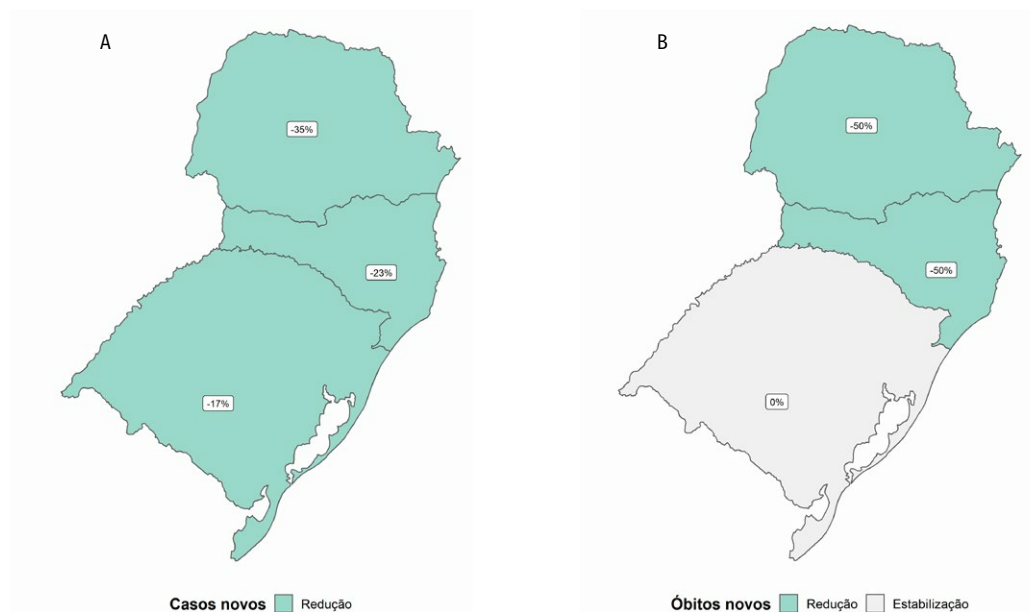 A
-35%
-23%
-17%
Casos novos Redução
B
-50%
-50%
0%
Óbitos novos Redução Estabilização